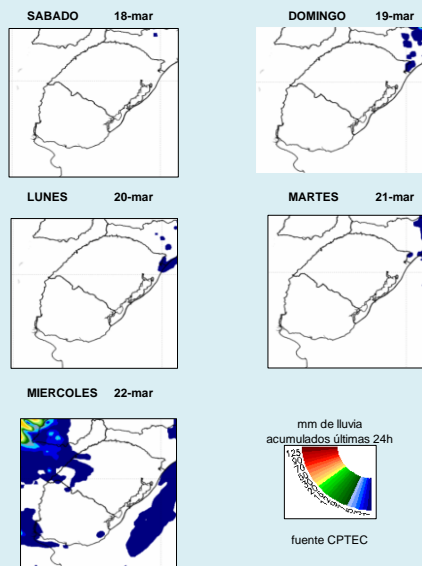 SABADO 18-mar
DOMINGO 19-mar
LUNES 20-mar
MARTES 21-mar
MIERCOLES 22-mar
mm de lluvia
acumulados últimas 24h
125
fuente CPTEC